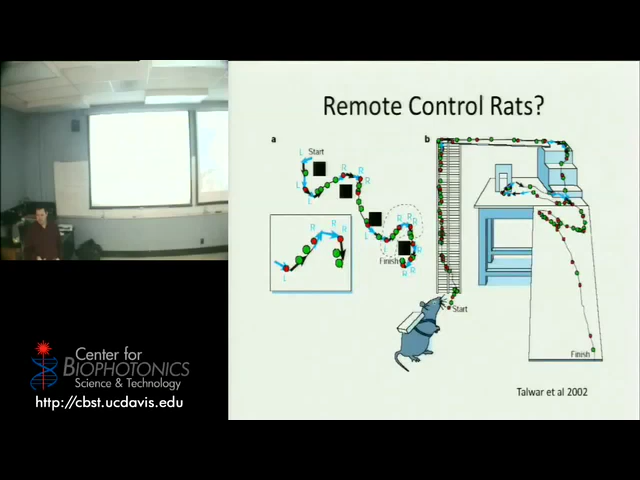 Remote Control Rats?
a
b
L
Start
R
R
R
L
L
R
R
R
L
L
R
R
R
R
L
L
Finish
R
R
Start
Finish
Talwar et al 2002
Center for
BIOPHOTONICS
Science & Technology
http://cbst.ucdavis.edu